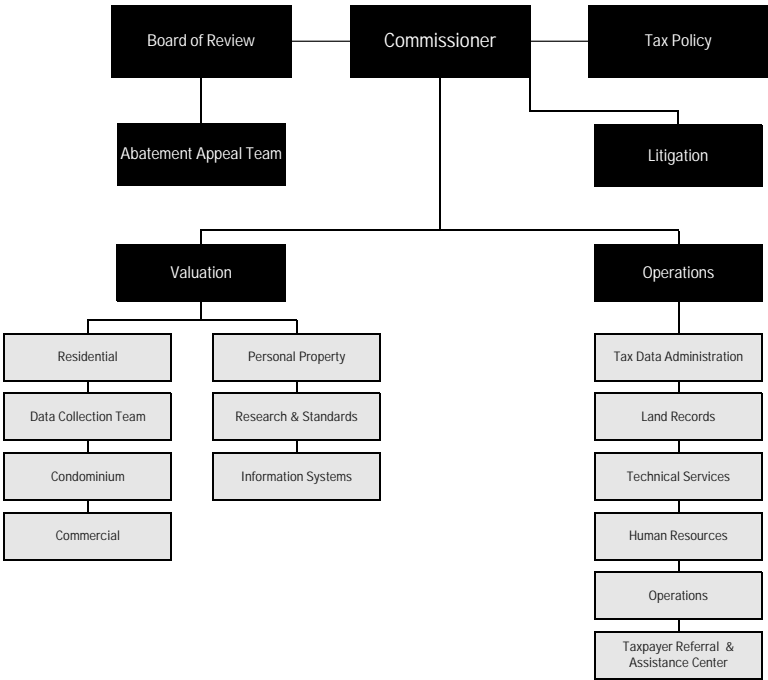 Board of Review
Commissioner
Tax Policy
Abatement Appeal Team
Litigation
Valuation
Operations
Residential
Personal Property
Tax Data Administration
Data Collection Team
Research & Standards
Land Records
Condominium
Information Systems
Technical Services
Commercial
Human Resources
Operations
Taxpayer Referral &
Assistance Center